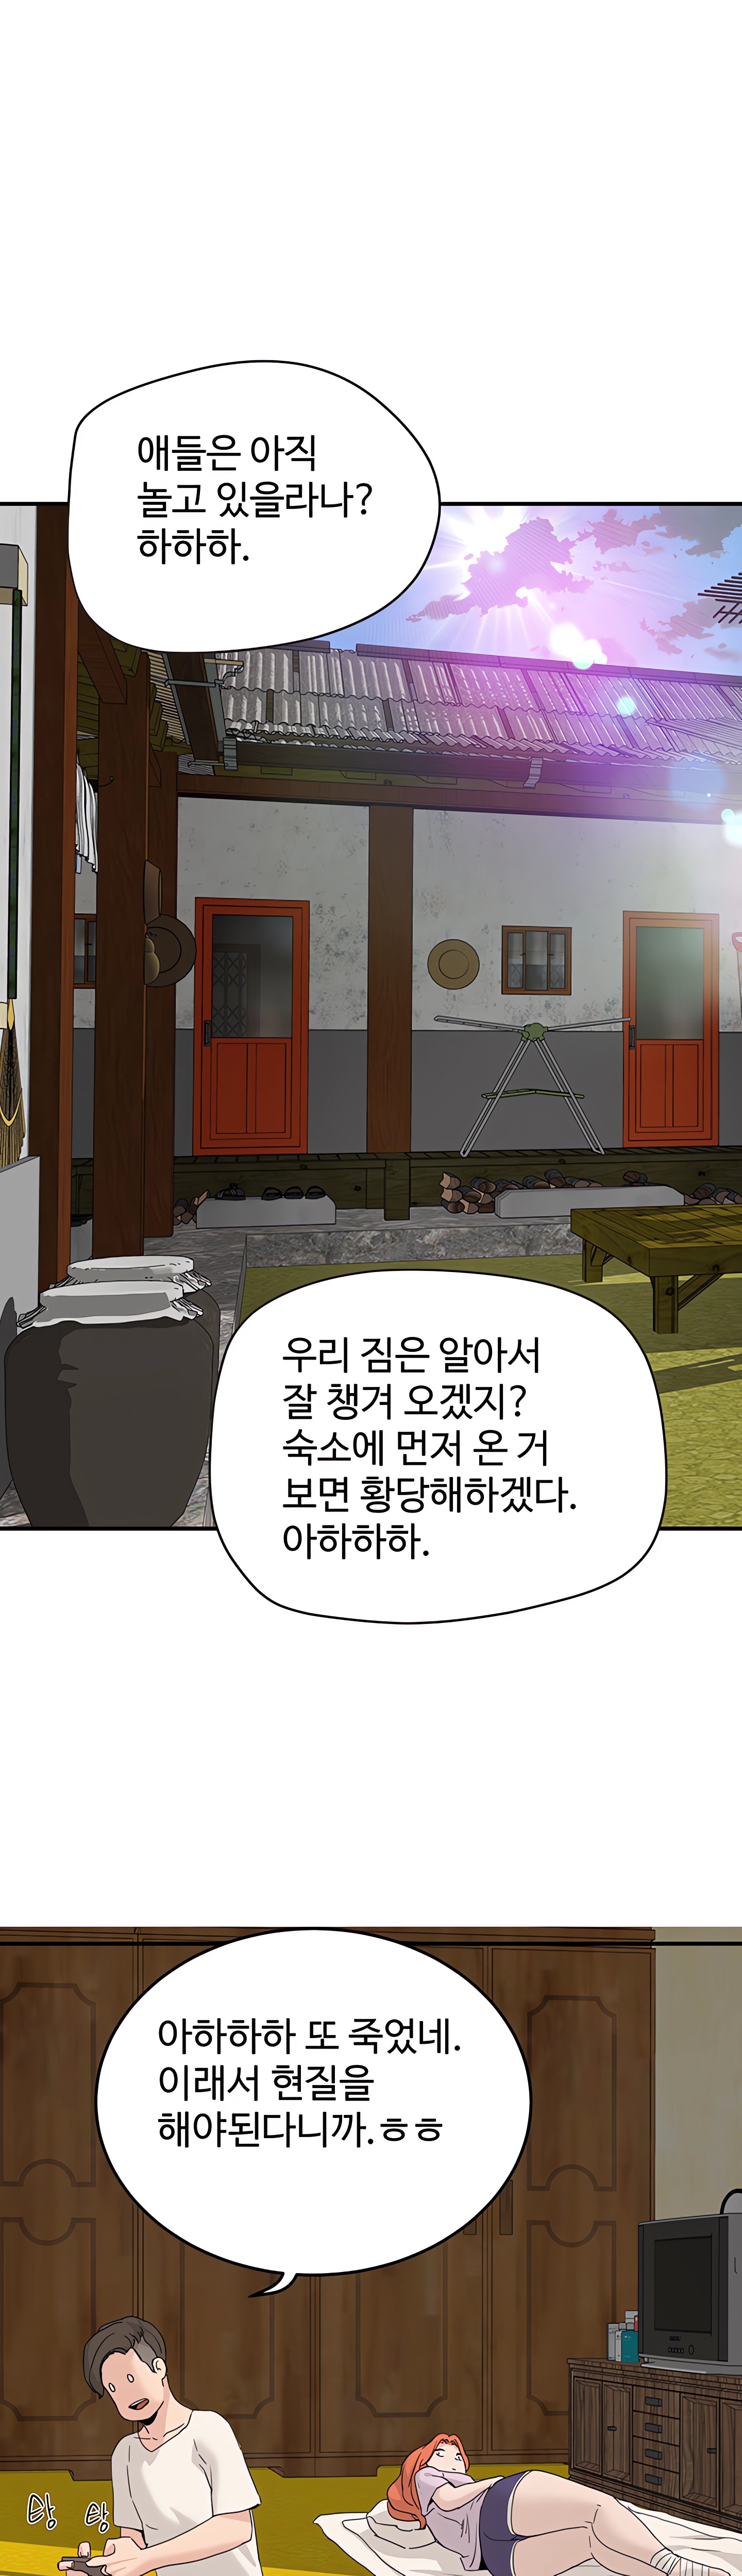 애들은 아직
놀고 있을라나?
하하하.
우리 짐은 알아서
잘 챙겨 오겠지?
숙소에 먼저 온 거
보면 황당해하겠다.
아하하하.
아하하하 또 죽었네.
이래서 현질을
해야된다니까.ㅎㅎ
탕 탕